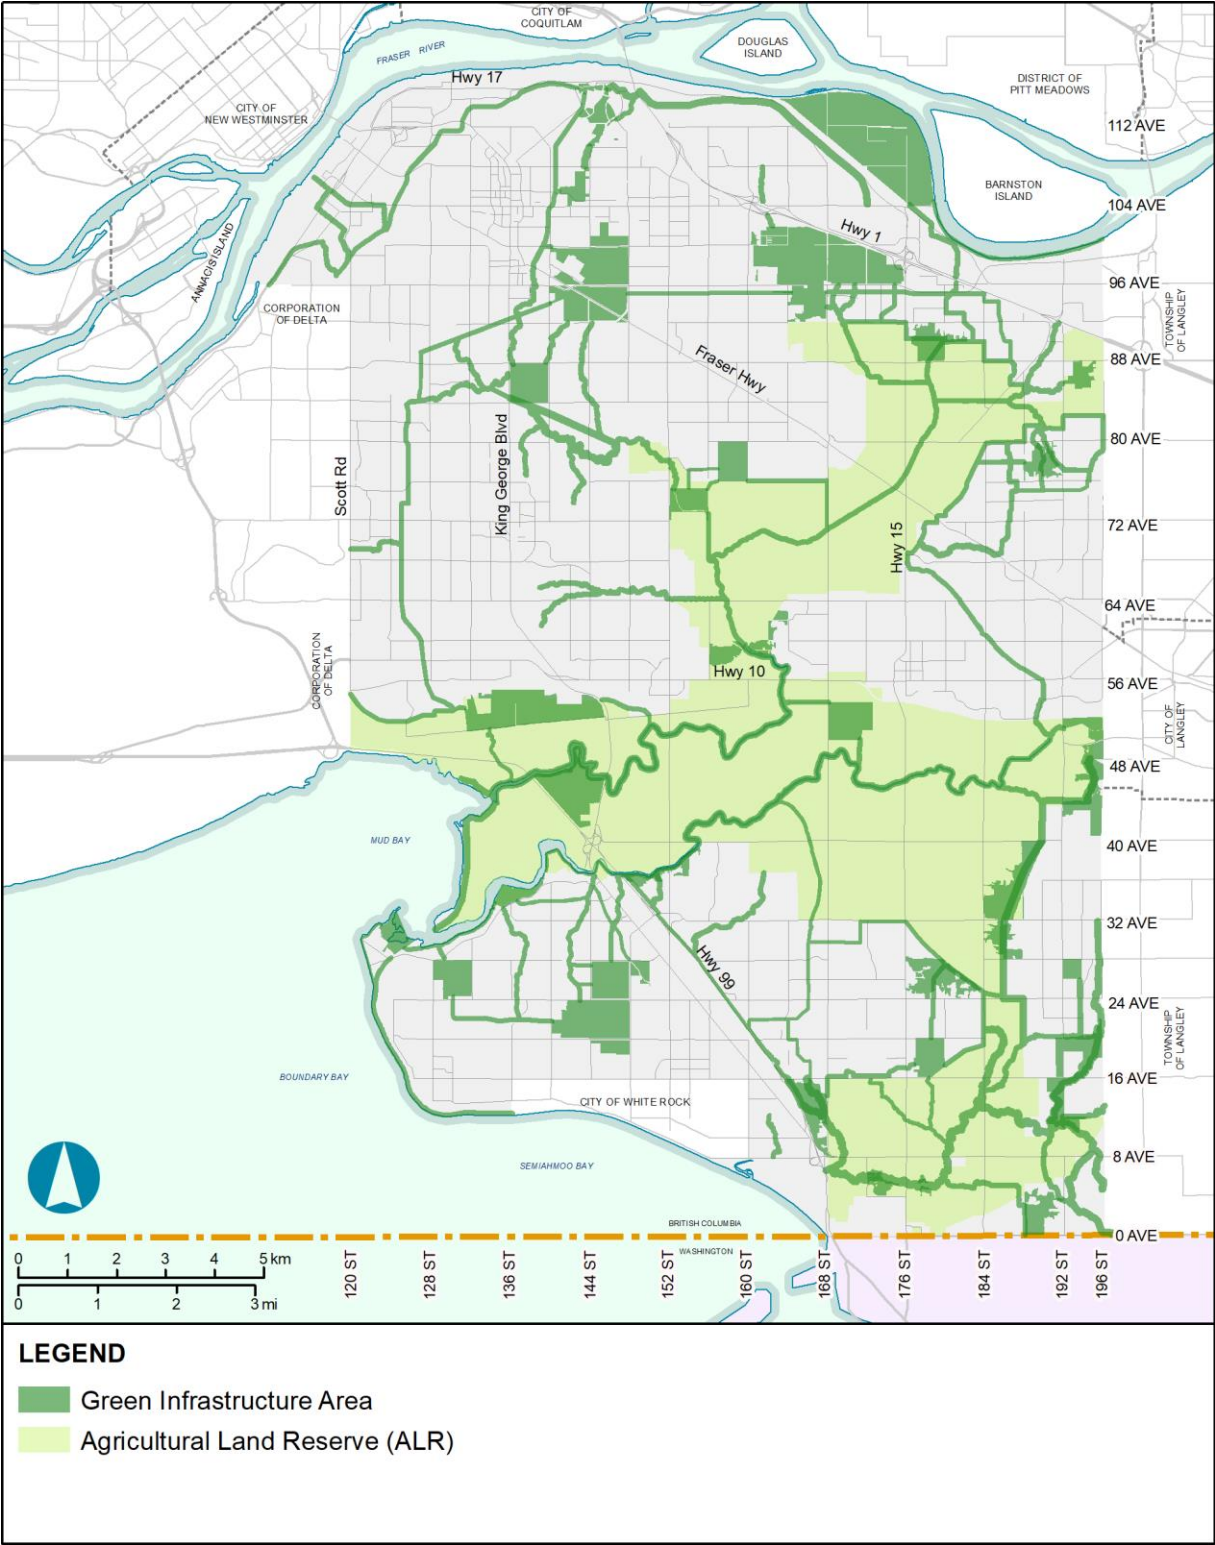 CITY OF
COQUITLAM
DOUGLAS
ISLAND
FRASER RIVER
Hwy 17
DISTRICT OF
PITT MEADOWS
CITY OF
NEW WESTMINSTER
112 AVE
BARNSTON
ISLAND
104 AVE
Hwy 1
ANNACIS ISLAND
96 AVE
CORPORATION
OF DELTA
TOWNSHIP
OF LANGLEY
88 AVE
Fraser Hwy
80 AVE
King George Blvd
Scott Rd
72 AVE
Hwy 15
64 AVE
CORPORATION
OF DELTA
Hwy 10
56 AVE
CITY OF
LANGLEY
48 AVE
MUD BAY
40 AVE
32 AVE
Hwy 99
24 AVE
TOWNSHIP
OF LANGLEY
BOUNDARY BAY
16 AVE
CITY OF WHITE ROCK
8 AVE
SEMIAHMOO BAY
BRITISH COLUMBIA
0 AVE
WASHINGTON
0 1 2 3 4 5 km
0 1 2 3 mi
120 ST
128 ST
136 ST
144 ST
152 ST
160 ST
168 ST
176 ST
184 ST
192 ST
196 ST
LEGEND
Green Infrastructure Area
Agricultural Land Reserve (ALR)